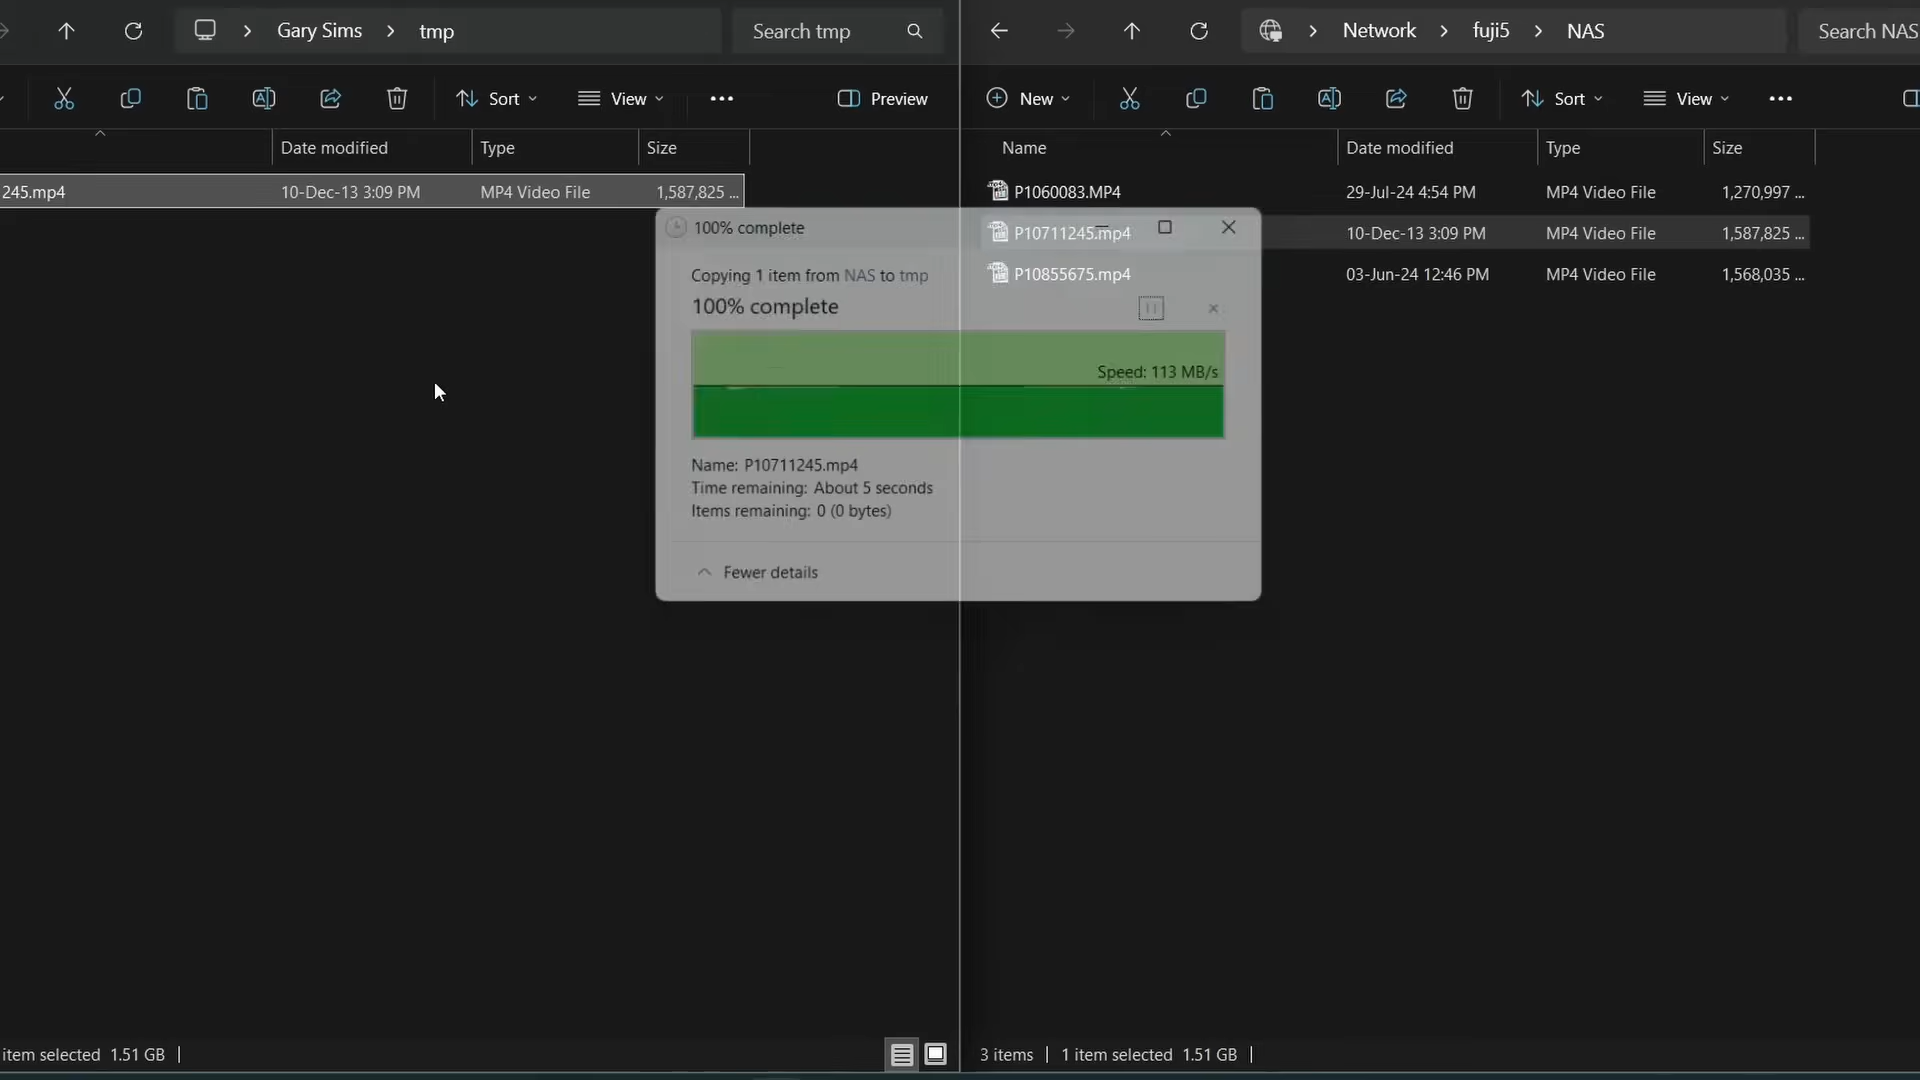 Gary Sims
tmp
Search tmp
Sort
View
Preview
Date modified
Type
Size
245.mp4
10-Dec-13 3:09 PM
MP4 Video File
1,587,825 ...
item selected 1.51 GB
Network
fuji5
NAS
Search NAS
New
Sort
View
Name
Date modified
Type
Size
P1060083.MP4
29-Jul-24 4:54 PM
MP4 Video File
1,270,997 ...
P10711245.mp4
10-Dec-13 3:09 PM
MP4 Video File
1,587,825 ...
P10855675.mp4
03-Jun-24 12:46 PM
MP4 Video File
1,568,035 ...
3 items
1 item selected 1.51 GB
100% complete
Copying 1 item from NAS to tmp
100% complete
Speed: 113 MB/s
Name: P10711245.mp4
Time remaining: About 5 seconds
Items remaining: 0 (0 bytes)
Fewer details